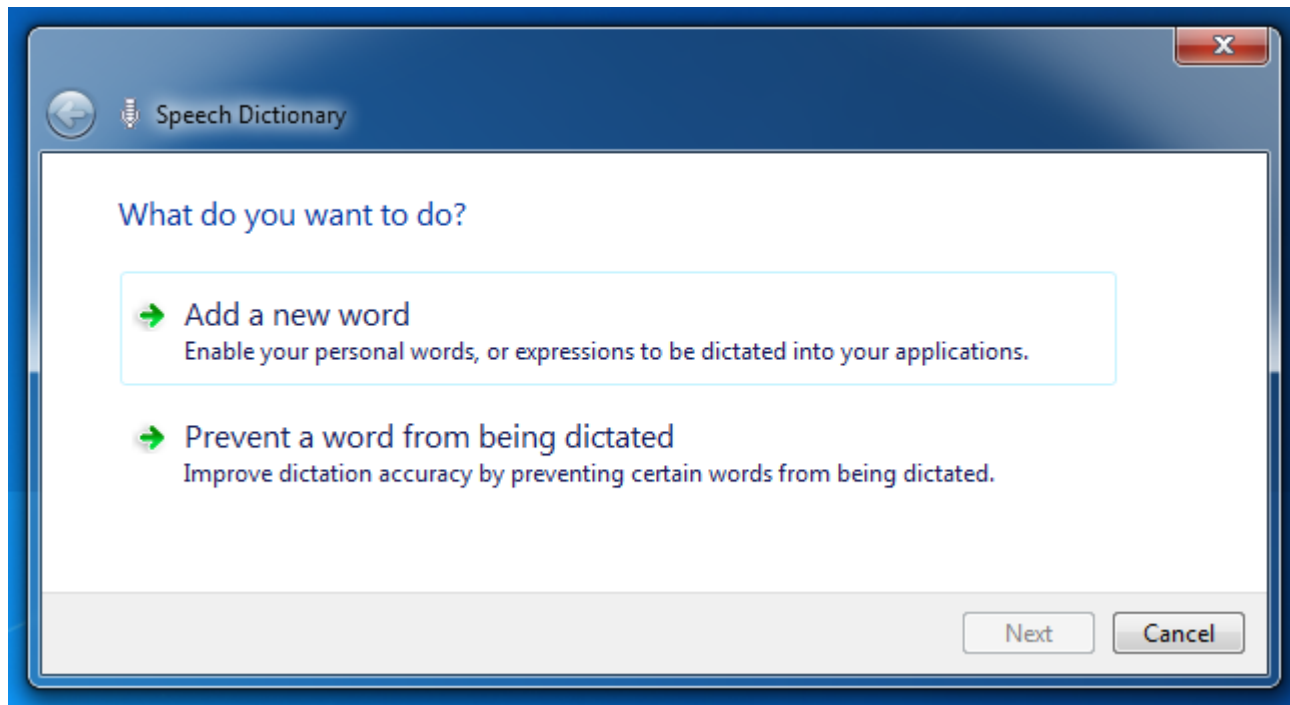 Speech Dictionary
What do you want to do?
Add a new word
Enable your personal words, or expressions to be dictated into your applications.
Prevent a word from being dictated
Improve dictation accuracy by preventing certain words from being dictated.
Next Cancel